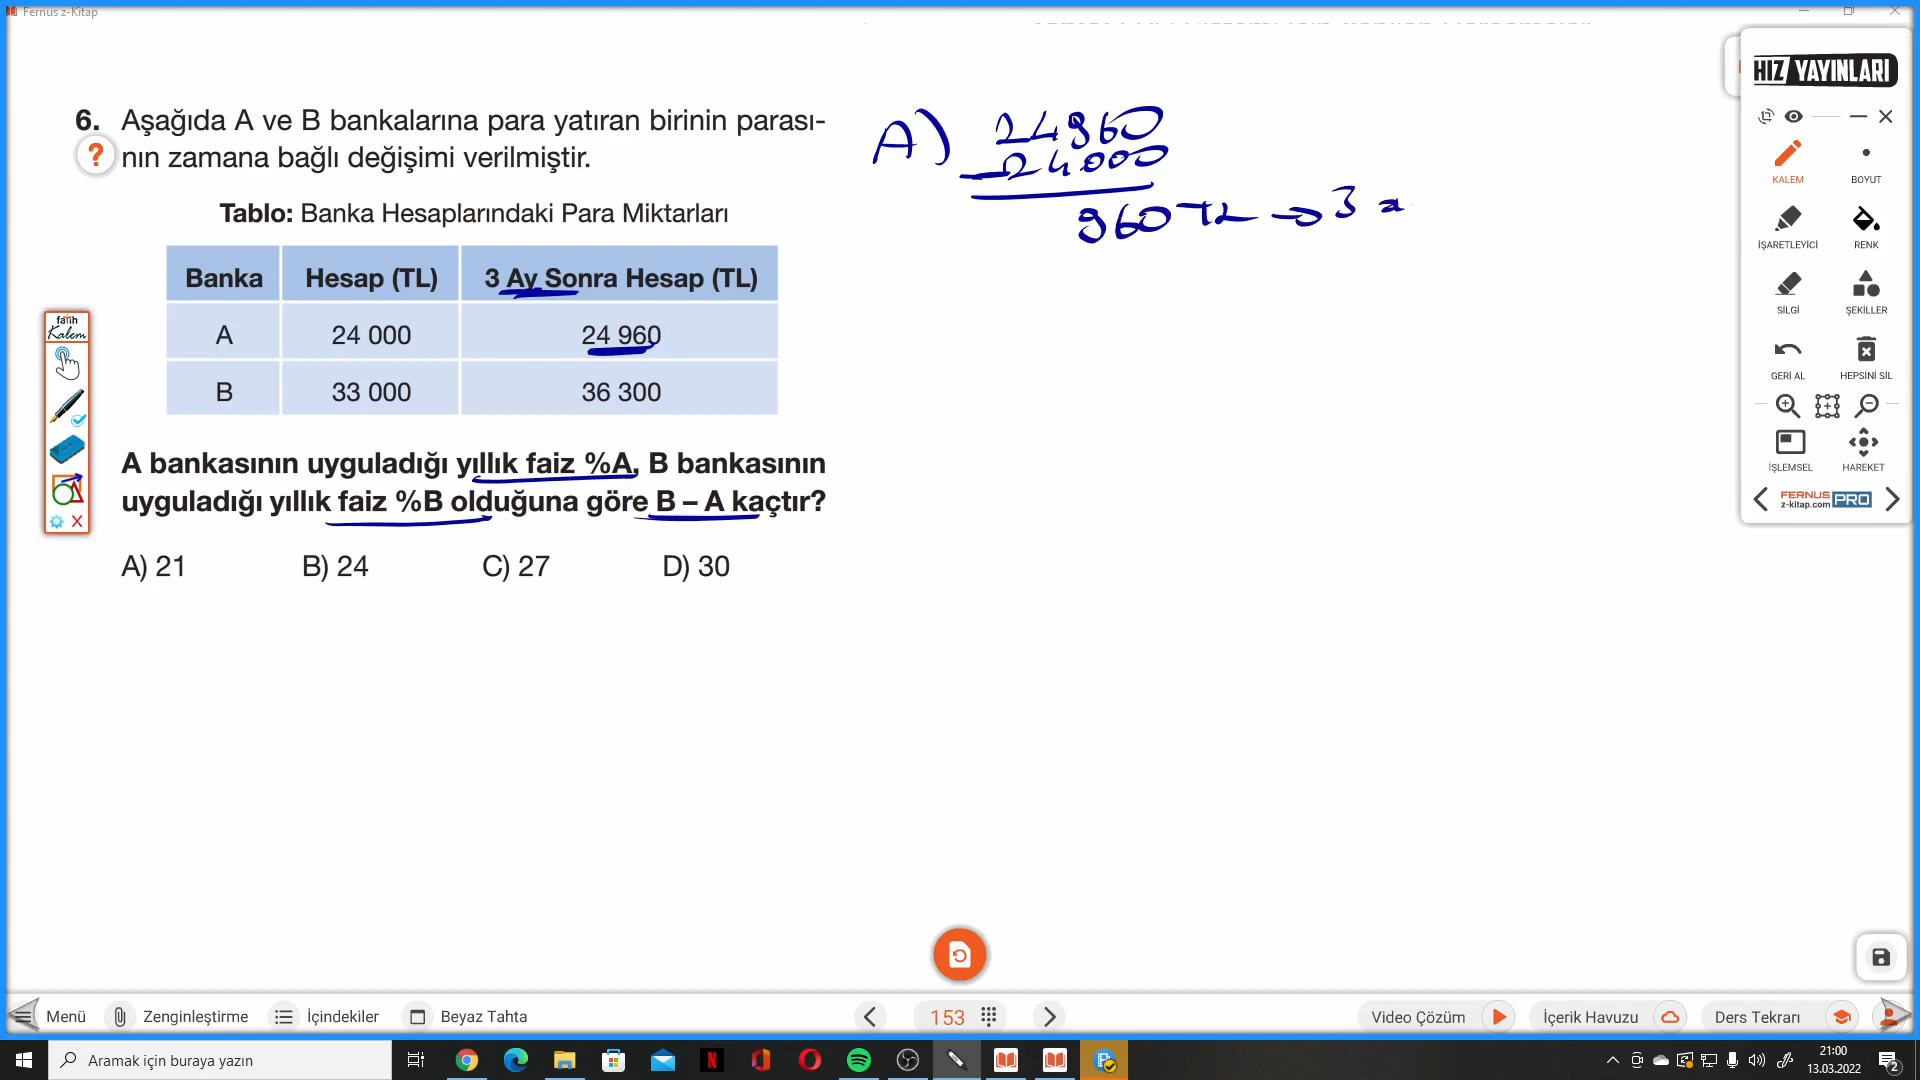 Fernus z-Kitap
6. Aşağıda A ve B bankalarına para yatıran birinin parası-
? nın zamana bağlı değişimi verilmiştir.
Tablo: Banka Hesaplarındaki Para Miktarları
Banka Hesap (TL) 3 Ay Sonra Hesap (TL)
A 24 000 24 960
B 33 000 36 300
A bankasının uyguladığı yıllık faiz %A, B bankasının
uyguladığı yıllık faiz %B olduğuna göre B – A kaçtır?
A) 21 B) 24 C) 27 D) 30
A) 24960
24000
960 TL → 3 a
fatih
Kalem
HIZ YAYINLARI
KALEM BOYUT
İŞARETLEYİCİ RENK
SİLGİ ŞEKİLLER
GERİ AL HEPSİNİ SİL
İŞLEMSEL HAREKET
FERNUS PRO
z-kitap.com
Menü Zenginleştirme İçindekiler Beyaz Tahta 153 Video Çözüm İçerik Havuzu Ders Tekrarı
Aramak için buraya yazın
21:00
13.03.2022
2